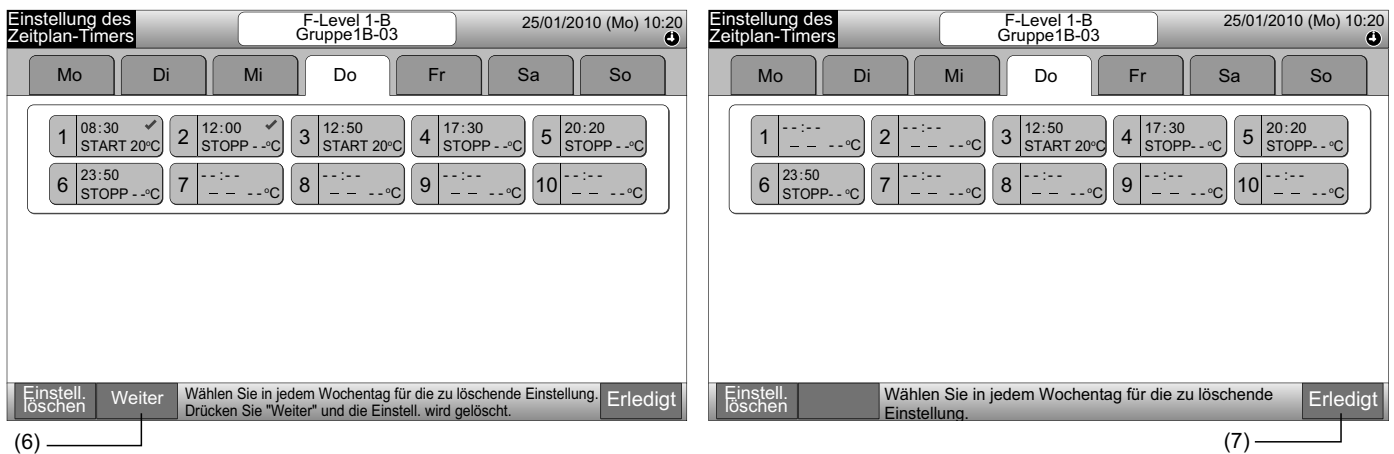 Einstellung des
Zeitplan-Timers
F-Level 1-B
Gruppe1B-03
25/01/2010 (Mo) 10:20
Mo Di Mi Do Fr Sa So
1 08:30 ✓ START 20°C
2 12:00 ✓ STOPP - -°C
3 12:50 START 20°C
4 17:30 STOPP - -°C
5 20:20 STOPP - -°C
6 23:50 STOPP - -°C
7 - -:- - – – - -°C
8 - -:- - – – - -°C
9 - -:- - – – - -°C
10 - -:- - – – - -°C
Einstell.
löschen
Weiter
Wählen Sie in jedem Wochentag für die zu löschende Einstellung.
Drücken Sie "Weiter" und die Einstell. wird gelöscht.
Erledigt
(6)
Einstellung des
Zeitplan-Timers
F-Level 1-B
Gruppe1B-03
25/01/2010 (Mo) 10:20
Mo Di Mi Do Fr Sa So
1 - -:- - – – - -°C
2 - -:- - – – - -°C
3 12:50 START 20°C
4 17:30 STOPP- -°C
5 20:20 STOPP- -°C
6 23:50 STOPP- -°C
7 - -:- - – – - -°C
8 - -:- - – – - -°C
9 - -:- - – – - -°C
10 - -:- - – – - -°C
Einstell.
löschen
Wählen Sie in jedem Wochentag für die zu löschende
Einstellung.
Erledigt
(7)